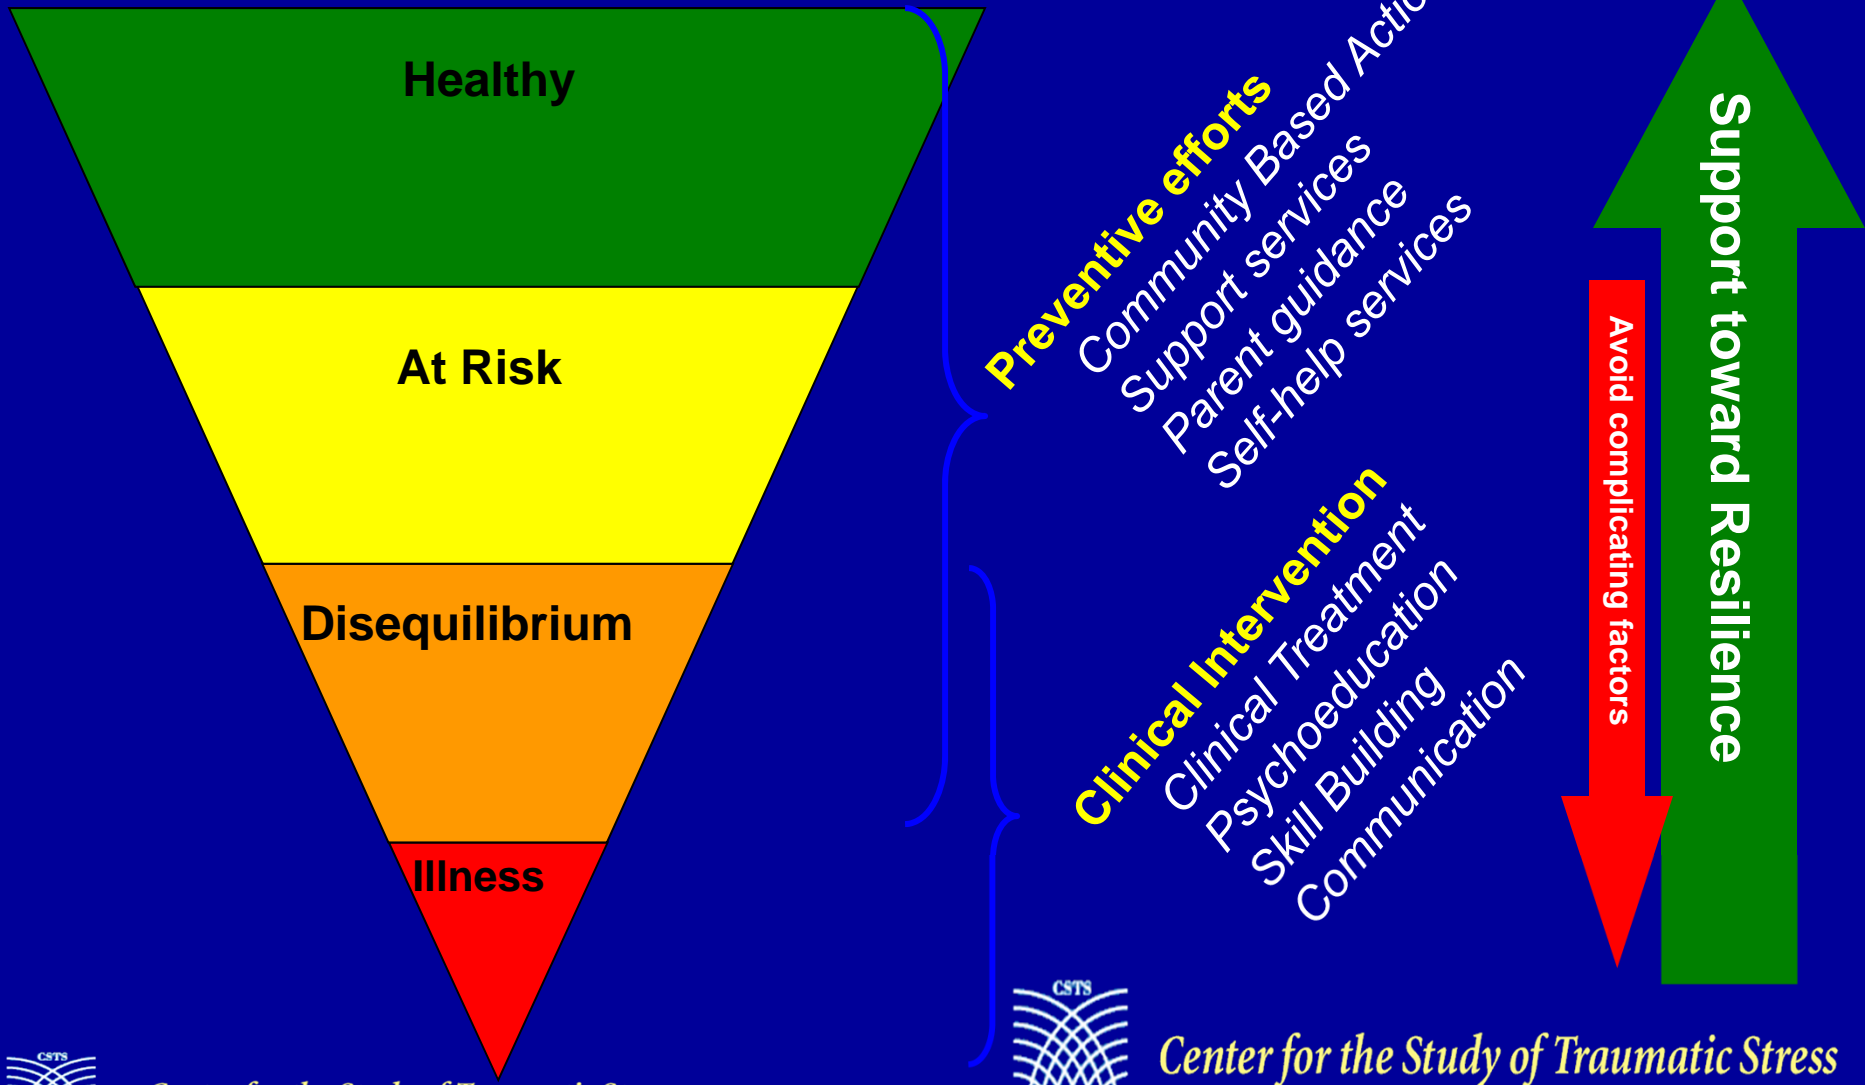 Healthy
At Risk
Disequilibrium
Illness
Preventive efforts
Community Based
Support services
Parent guidance
Self-help services
Clinical Intervention
Clinical Treatment
Psychoeducation
Skill Building
Communication
Avoid complicating factors
Support toward Resilience
CSTS
Center for the Study of Traumatic Stress
CSTS